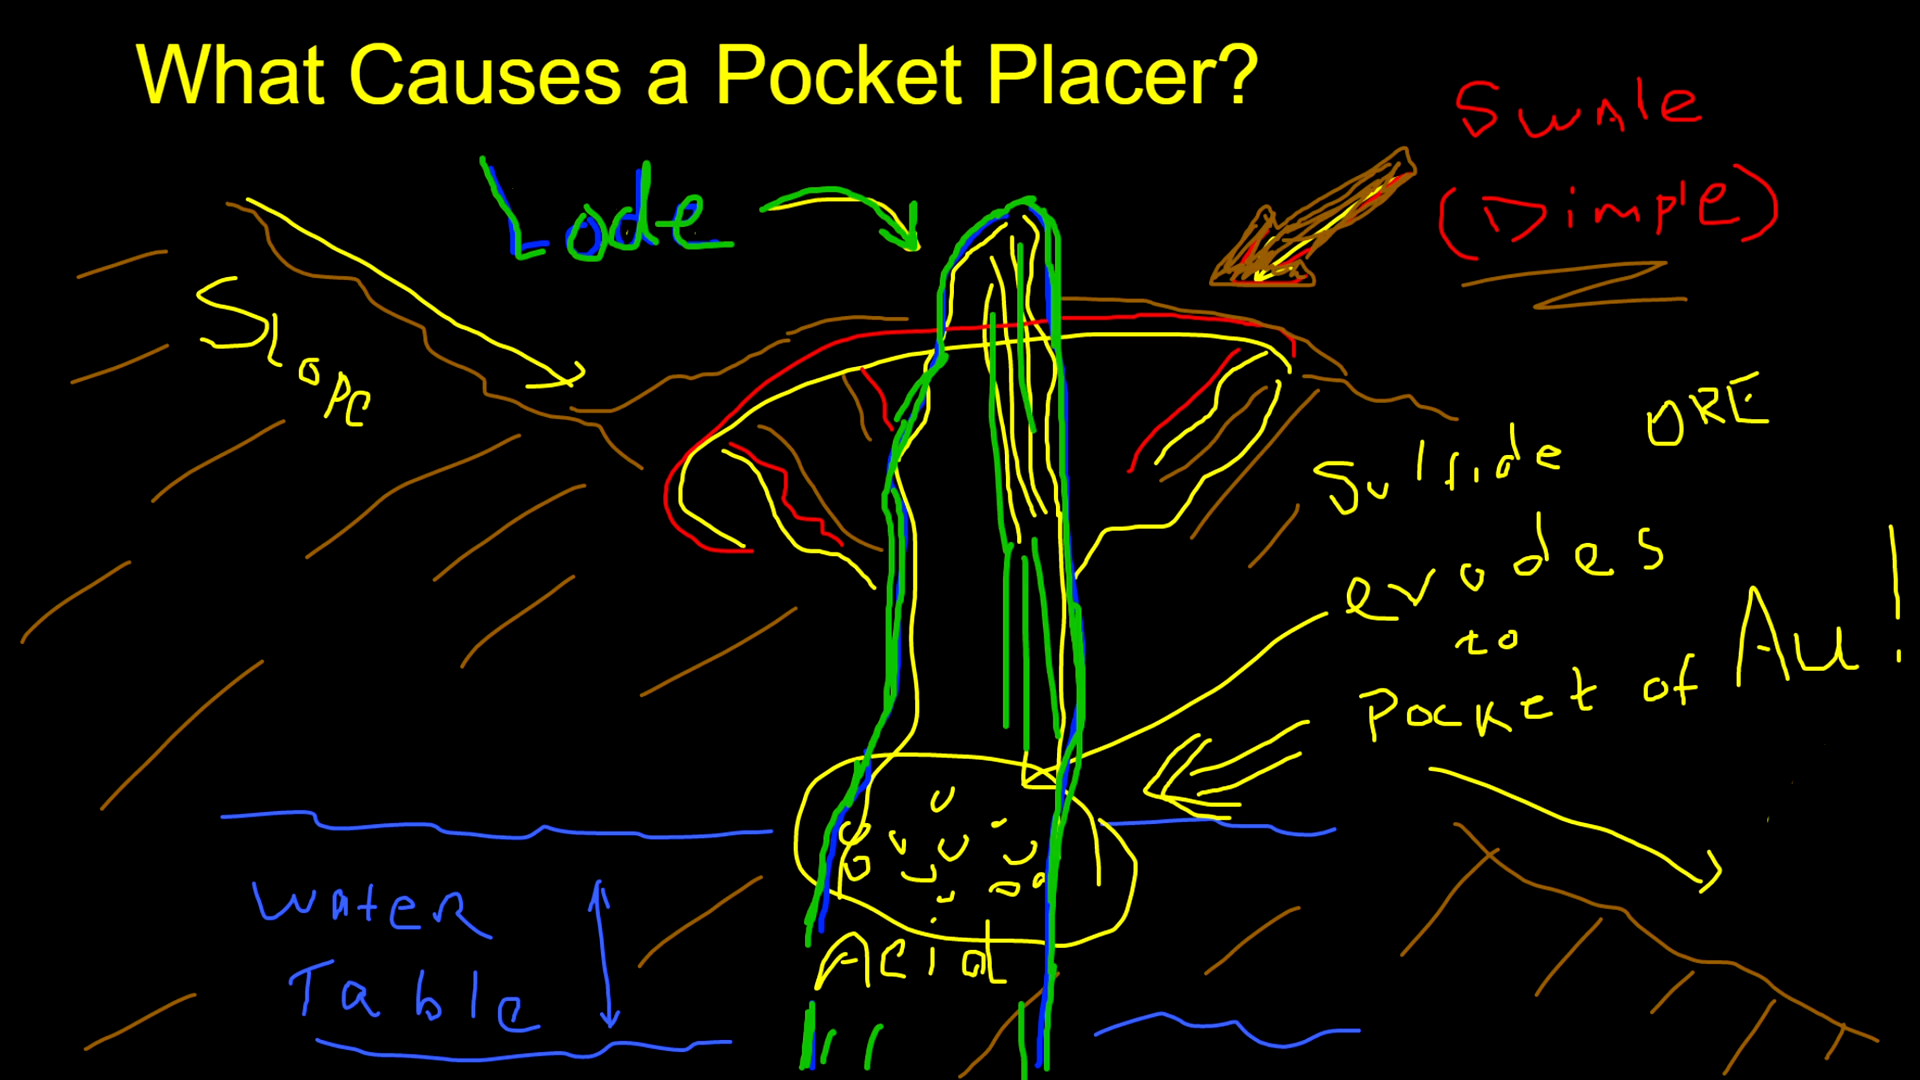 What Causes a Pocket Placer?
Swale
(Dimple)
Lode
Slope
Sulfide ORE
erodes
to
Pocket of Au!
Water
Table
Acid